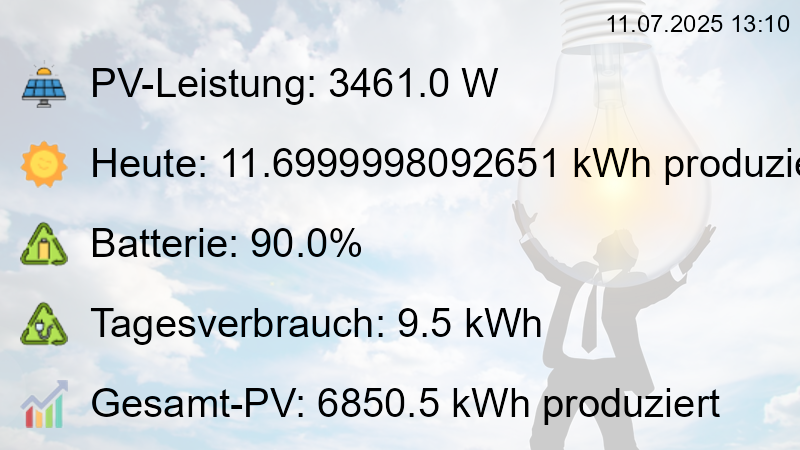 11.07.2025 13:10
PV-Leistung: 3461.0 W
Heute: 11.6999998092651 kWh produzie
Batterie: 90.0%
Tagesverbrauch: 9.5 kWh
Gesamt-PV: 6850.5 kWh produziert